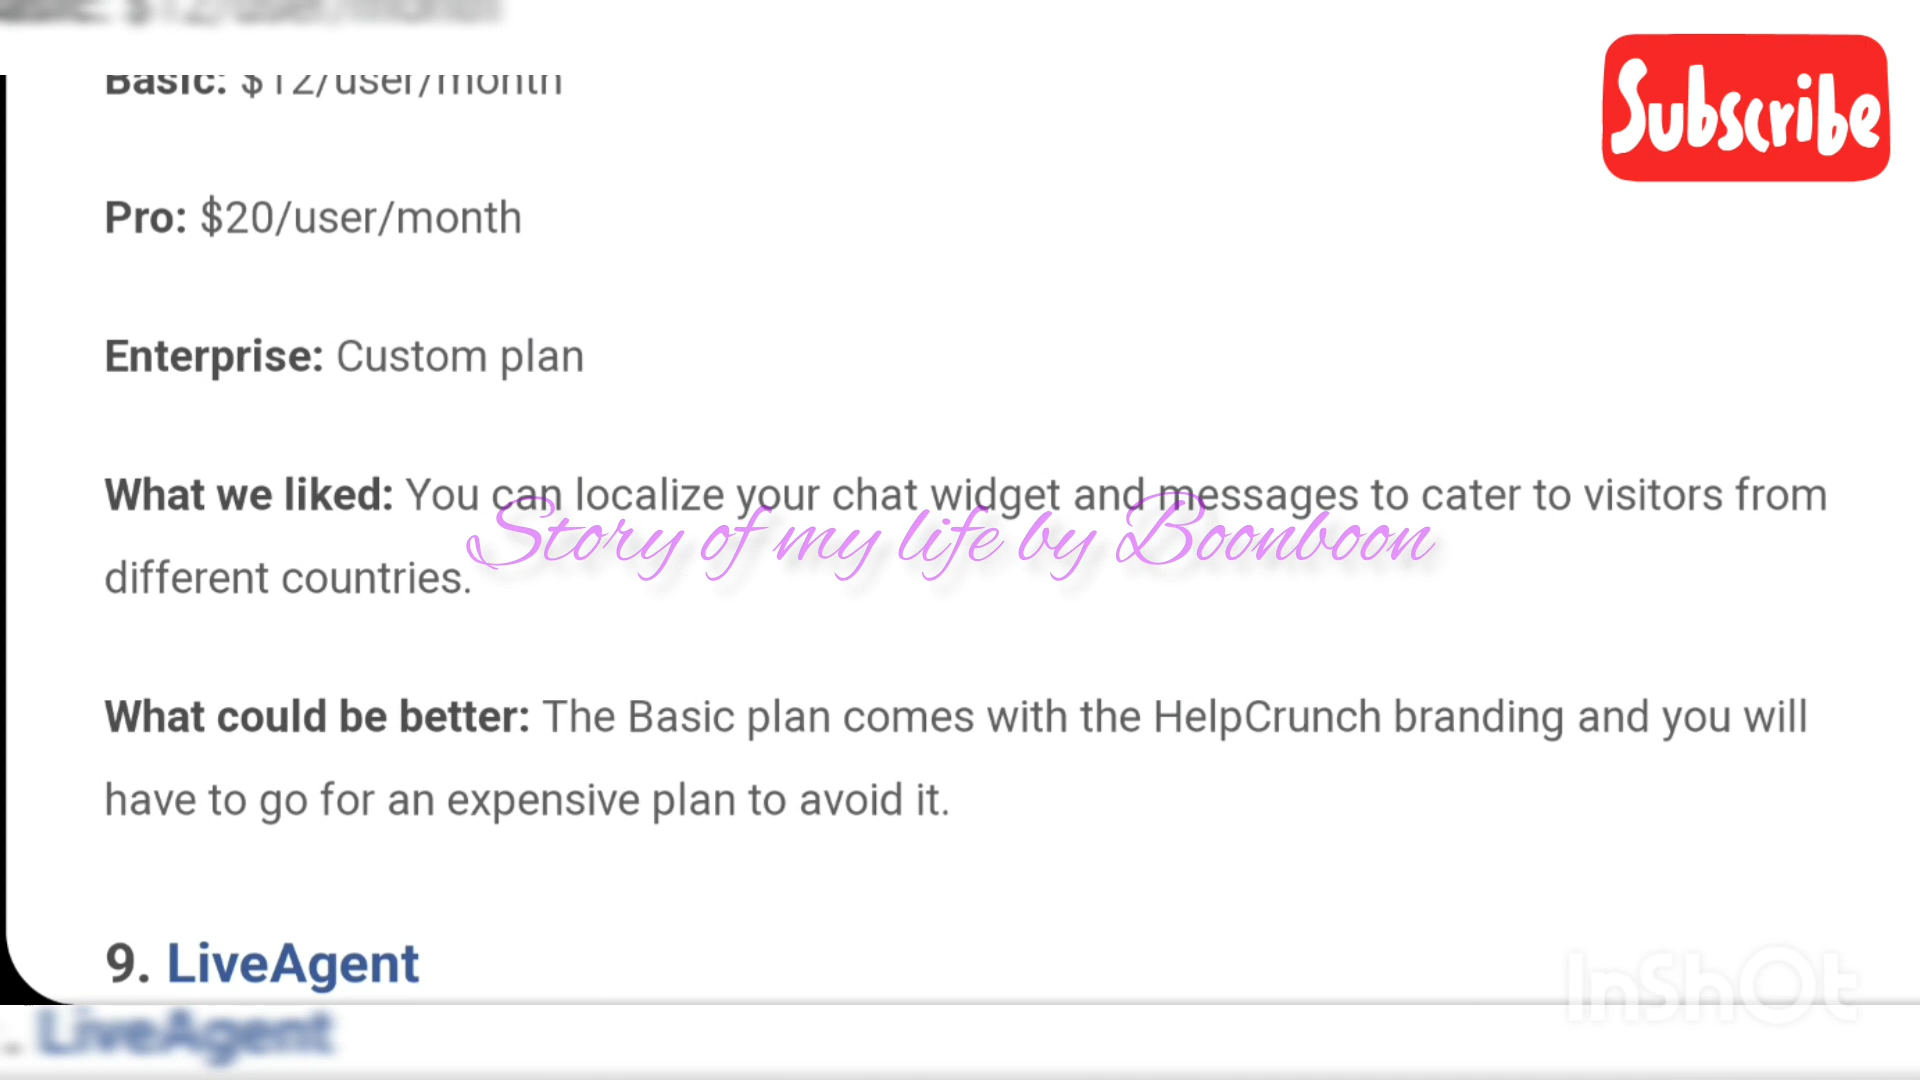 Basic: $12/user/month
Subscribe
Pro: $20/user/month
Enterprise: Custom plan
What we liked: You can localize your chat widget and messages to cater to visitors from
Story of my life by Boonboon
different countries.
What could be better: The Basic plan comes with the HelpCrunch branding and you will
have to go for an expensive plan to avoid it.
9. LiveAgent
InShOt
LiveAgent